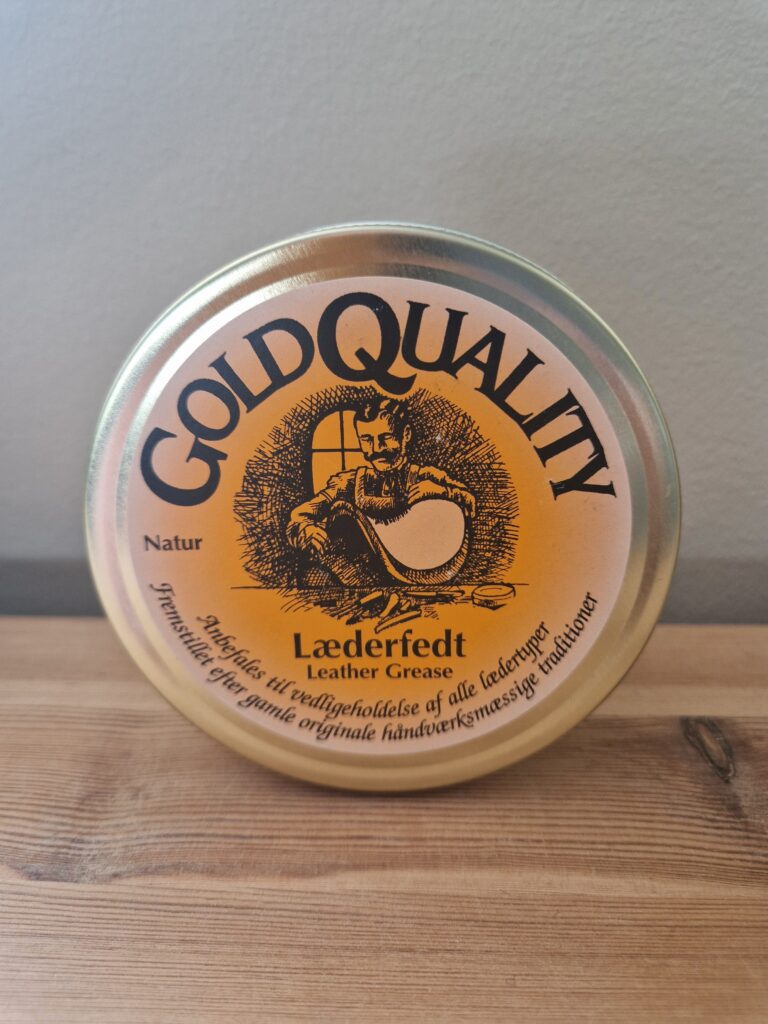 GOLDQUALITY
Natur
Læderfedt
Leather Grease
Anbefales til vedligeholdelse af alle lædertyper
Fremstillet efter gamle originale håndværksmæssige traditioner